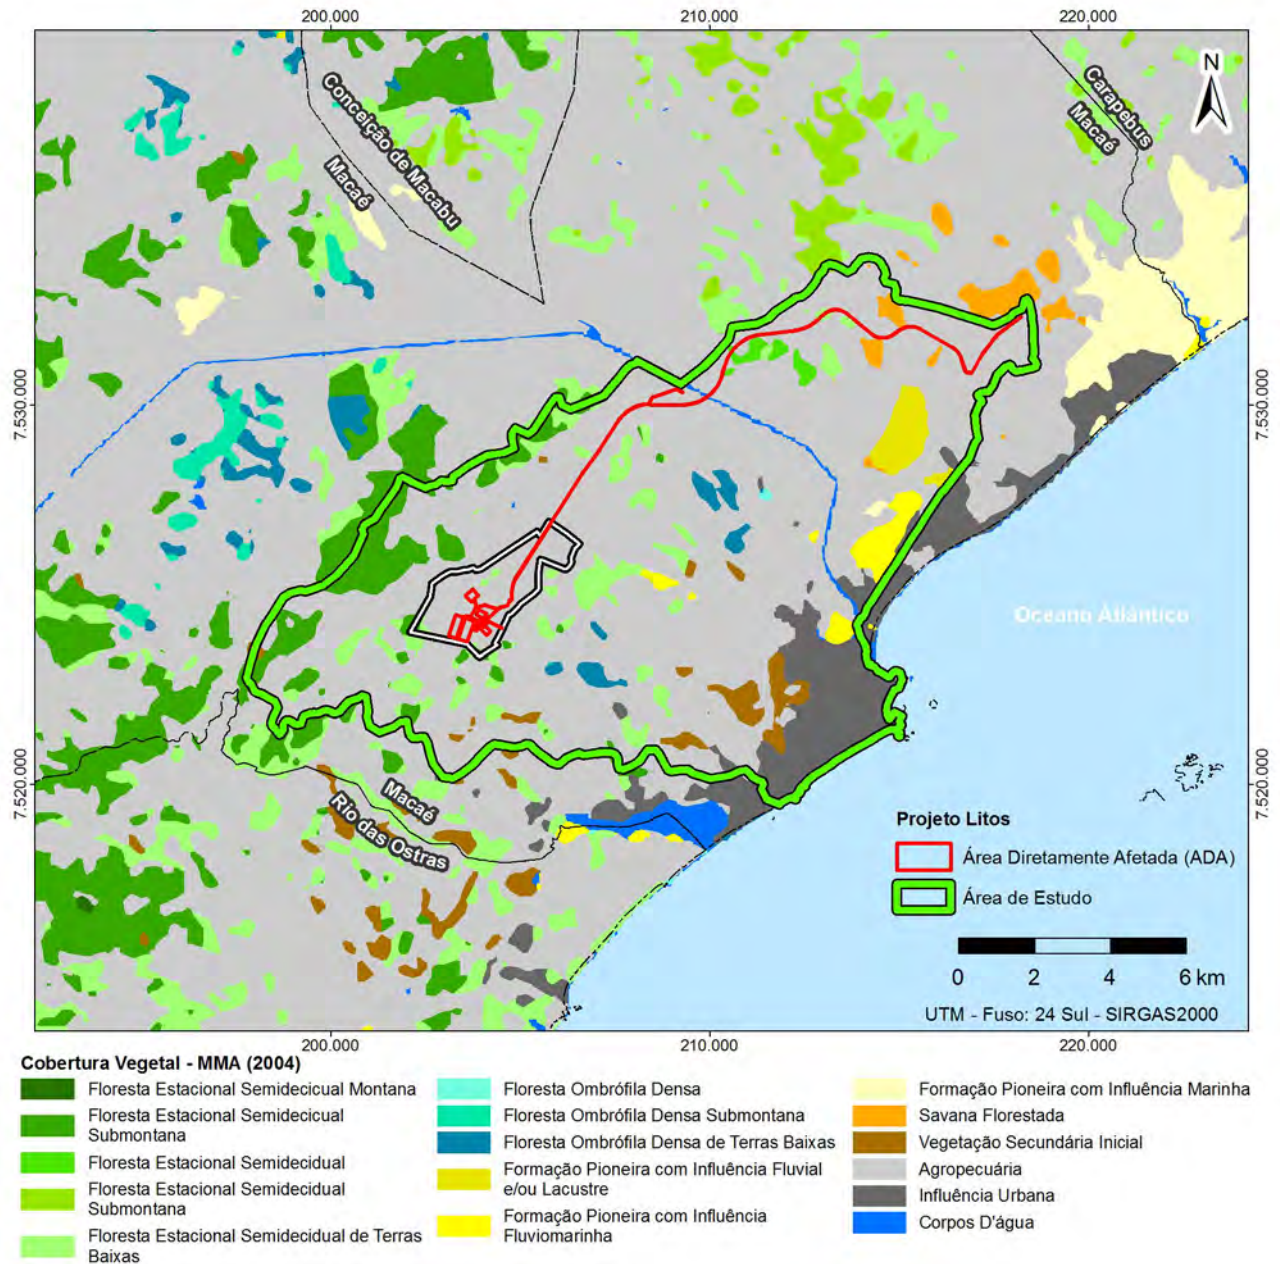 200.000
210.000
220.000
N
Carapebus
Macaé
Conceição de Macabu
Macaé
7.530.000
7.530.000
Oceano Atlântico
7.520.000
7.520.000
Macaé
Rio das Ostras
Projeto Litos
Área Diretamente Afetada (ADA)
Área de Estudo
0 2 4 6 km
UTM - Fuso: 24 Sul - SIRGAS2000
200.000
210.000
220.000
Cobertura Vegetal - MMA (2004)
Floresta Estacional Semidecicual Montana
Floresta Estacional Semidecicual
Submontana
Floresta Estacional Semidecidual
Floresta Estacional Semidecidual
Submontana
Floresta Estacional Semidecidual de Terras
Baixas
Floresta Ombrófila Densa
Floresta Ombrófila Densa Submontana
Floresta Ombrófila Densa de Terras Baixas
Formação Pioneira com Influência Fluvial
e/ou Lacustre
Formação Pioneira com Influência
Fluviomarinha
Formação Pioneira com Influência Marinha
Savana Florestada
Vegetação Secundária Inicial
Agropecuária
Influência Urbana
Corpos D'água